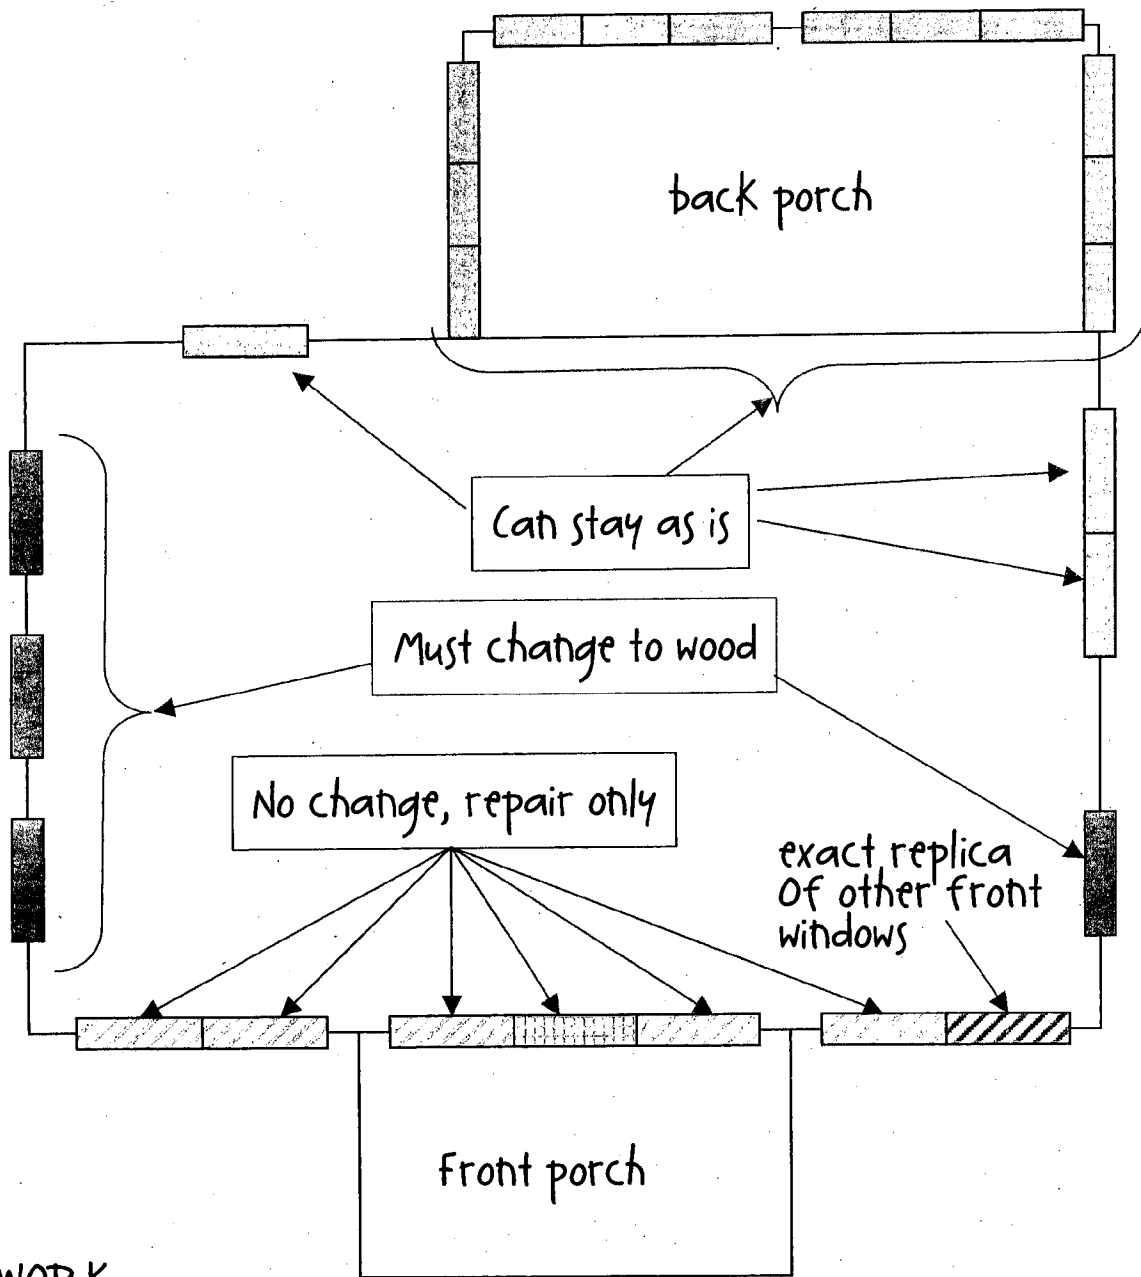 back porch
Can stay as is
Must change to wood
No change, repair only
exact replica
Of other front
windows
Front porch
WORK